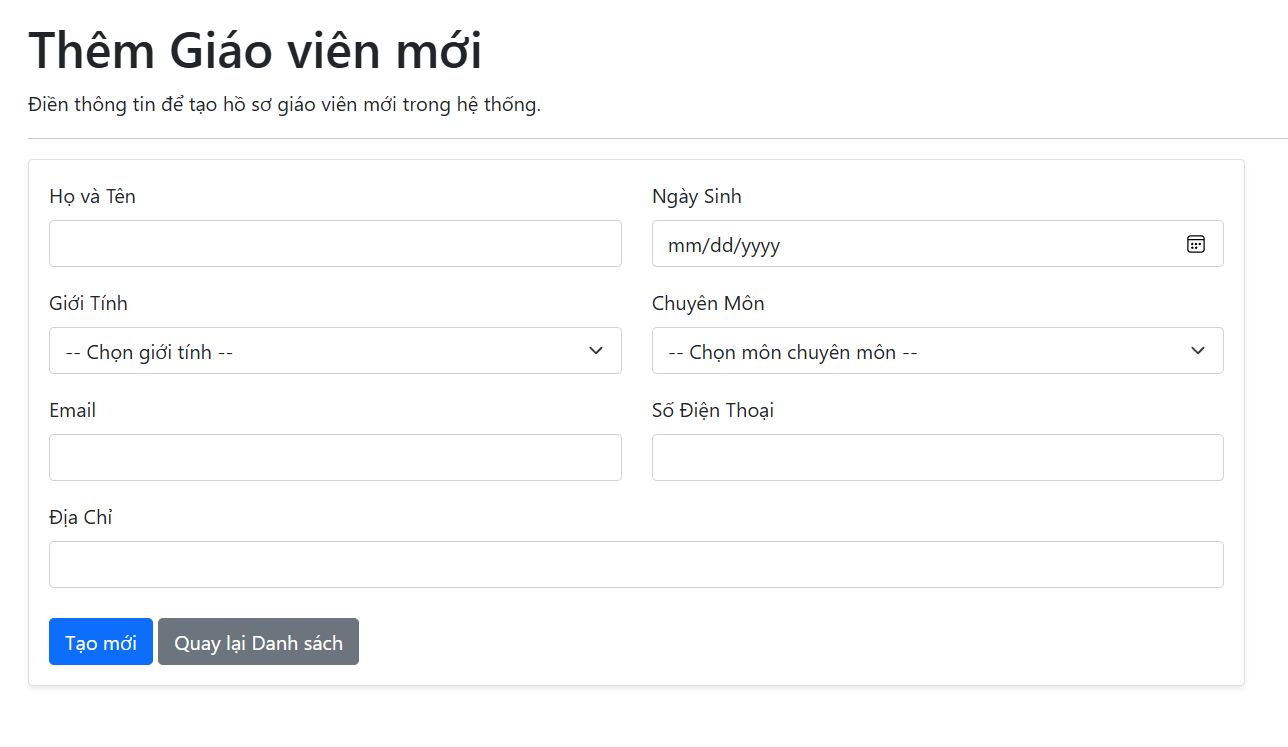 Thêm Giáo viên mới
Điền thông tin để tạo hồ sơ giáo viên mới trong hệ thống.
Họ và Tên
Ngày Sinh
mm/dd/yyyy
Giới Tính
Chuyên Môn
-- Chọn giới tính --
-- Chọn môn chuyên môn --
Email
Số Điện Thoại
Địa Chỉ
Tạo mới
Quay lại Danh sách